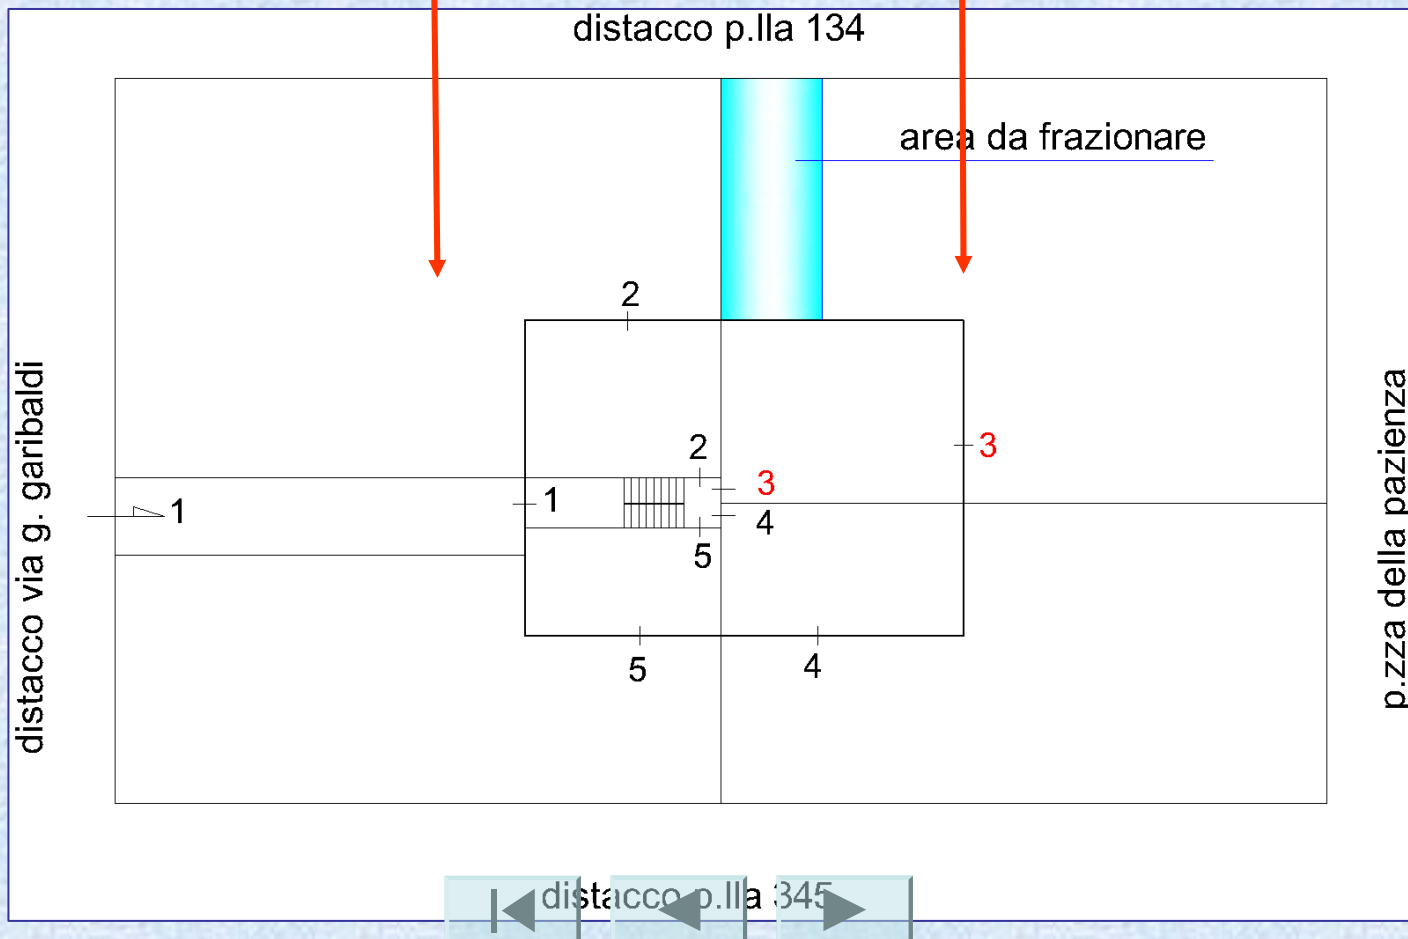 distacco p.lla 134
area da frazionare
2
distacco via g. garibaldi
p.zza della pazienza
3
2
3
1
1
4
5
5
4
distacco p.lla 345